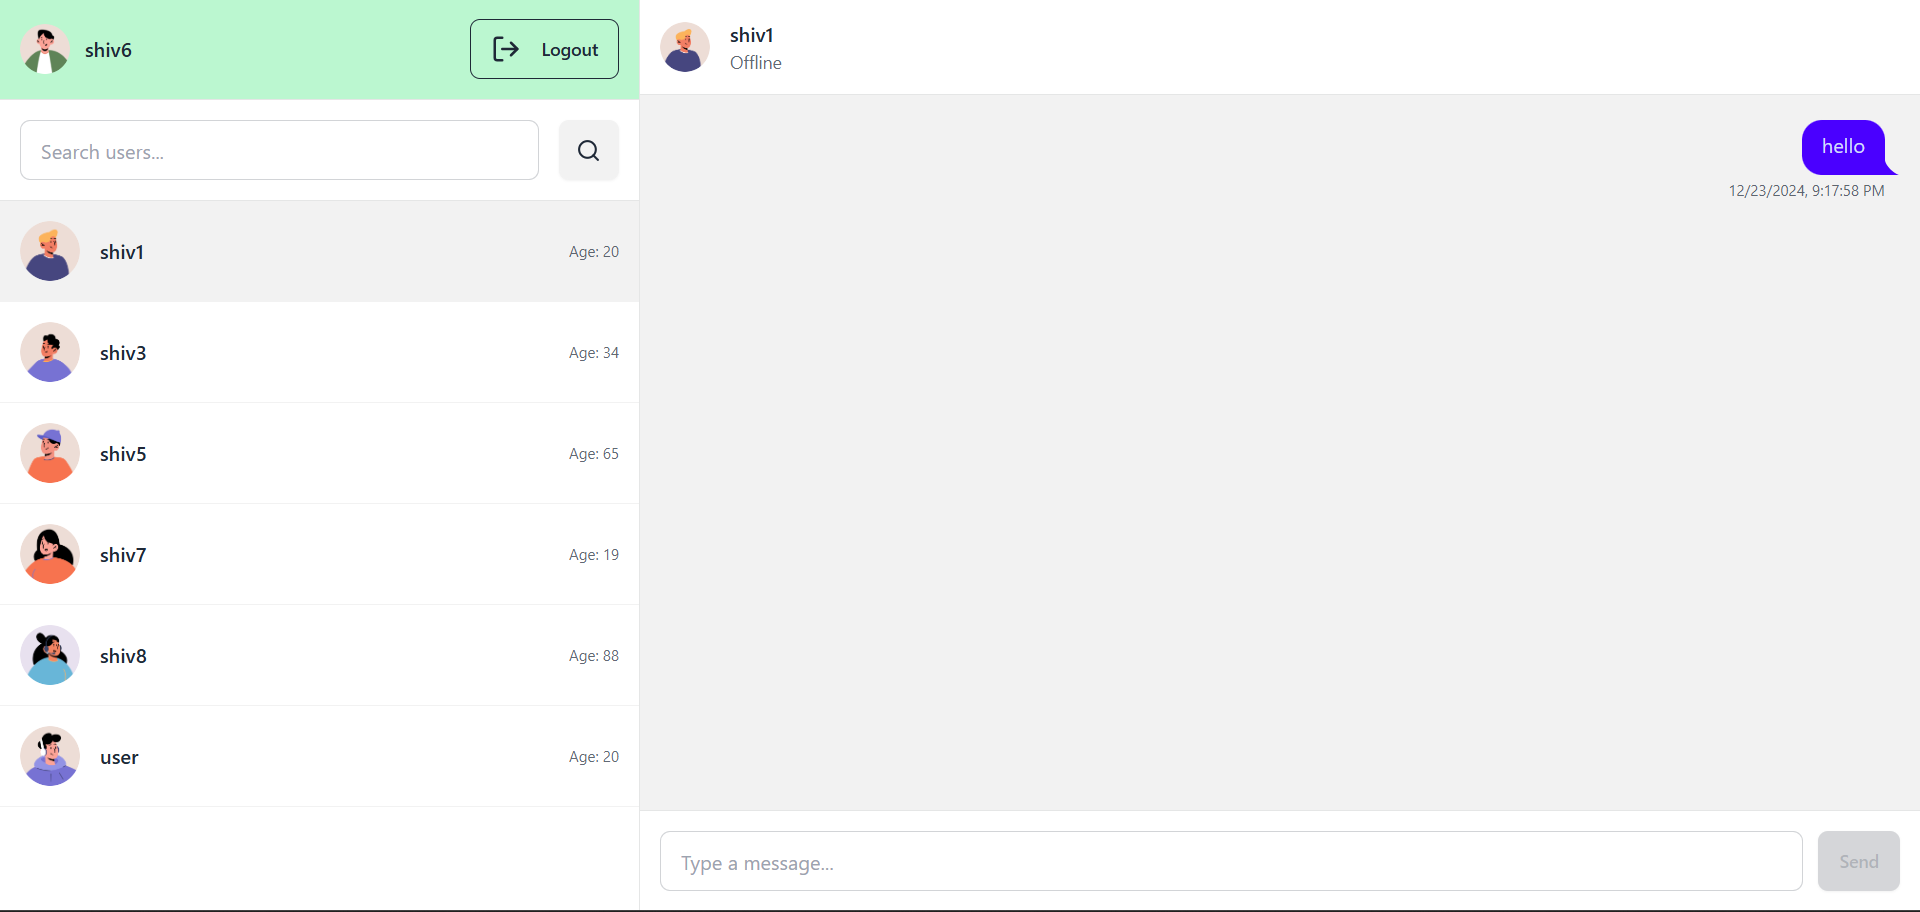 shiv6
Logout
Search users...
shiv1
Age: 20
shiv3
Age: 34
shiv5
Age: 65
shiv7
Age: 19
shiv8
Age: 88
user
Age: 20
shiv1
Offline
hello
12/23/2024, 9:17:58 PM
Type a message...
Send